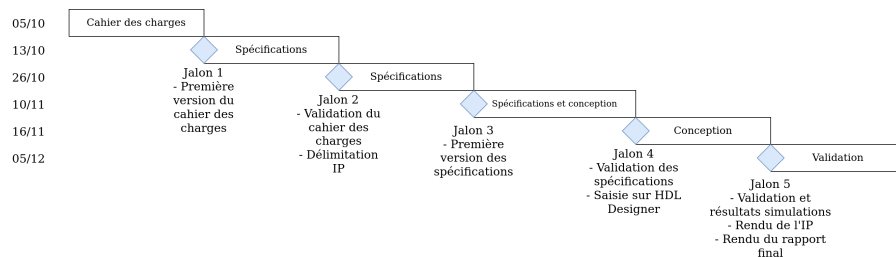 05/10
Cahier des charges
13/10
Spécifications
Jalon 1
- Première
version du
cahier des
charges
26/10
Spécifications
Jalon 2
- Validation du
cahier des
charges
- Délimitation
IP
10/11
Spécifications et conception
Jalon 3
- Première
version des
spécifications
16/11
Conception
Jalon 4
- Validation des
spécifications
- Saisie sur HDL
Designer
05/12
Validation
Jalon 5
- Validation et
résultats simulations
- Rendu de l'IP
- Rendu du rapport
final